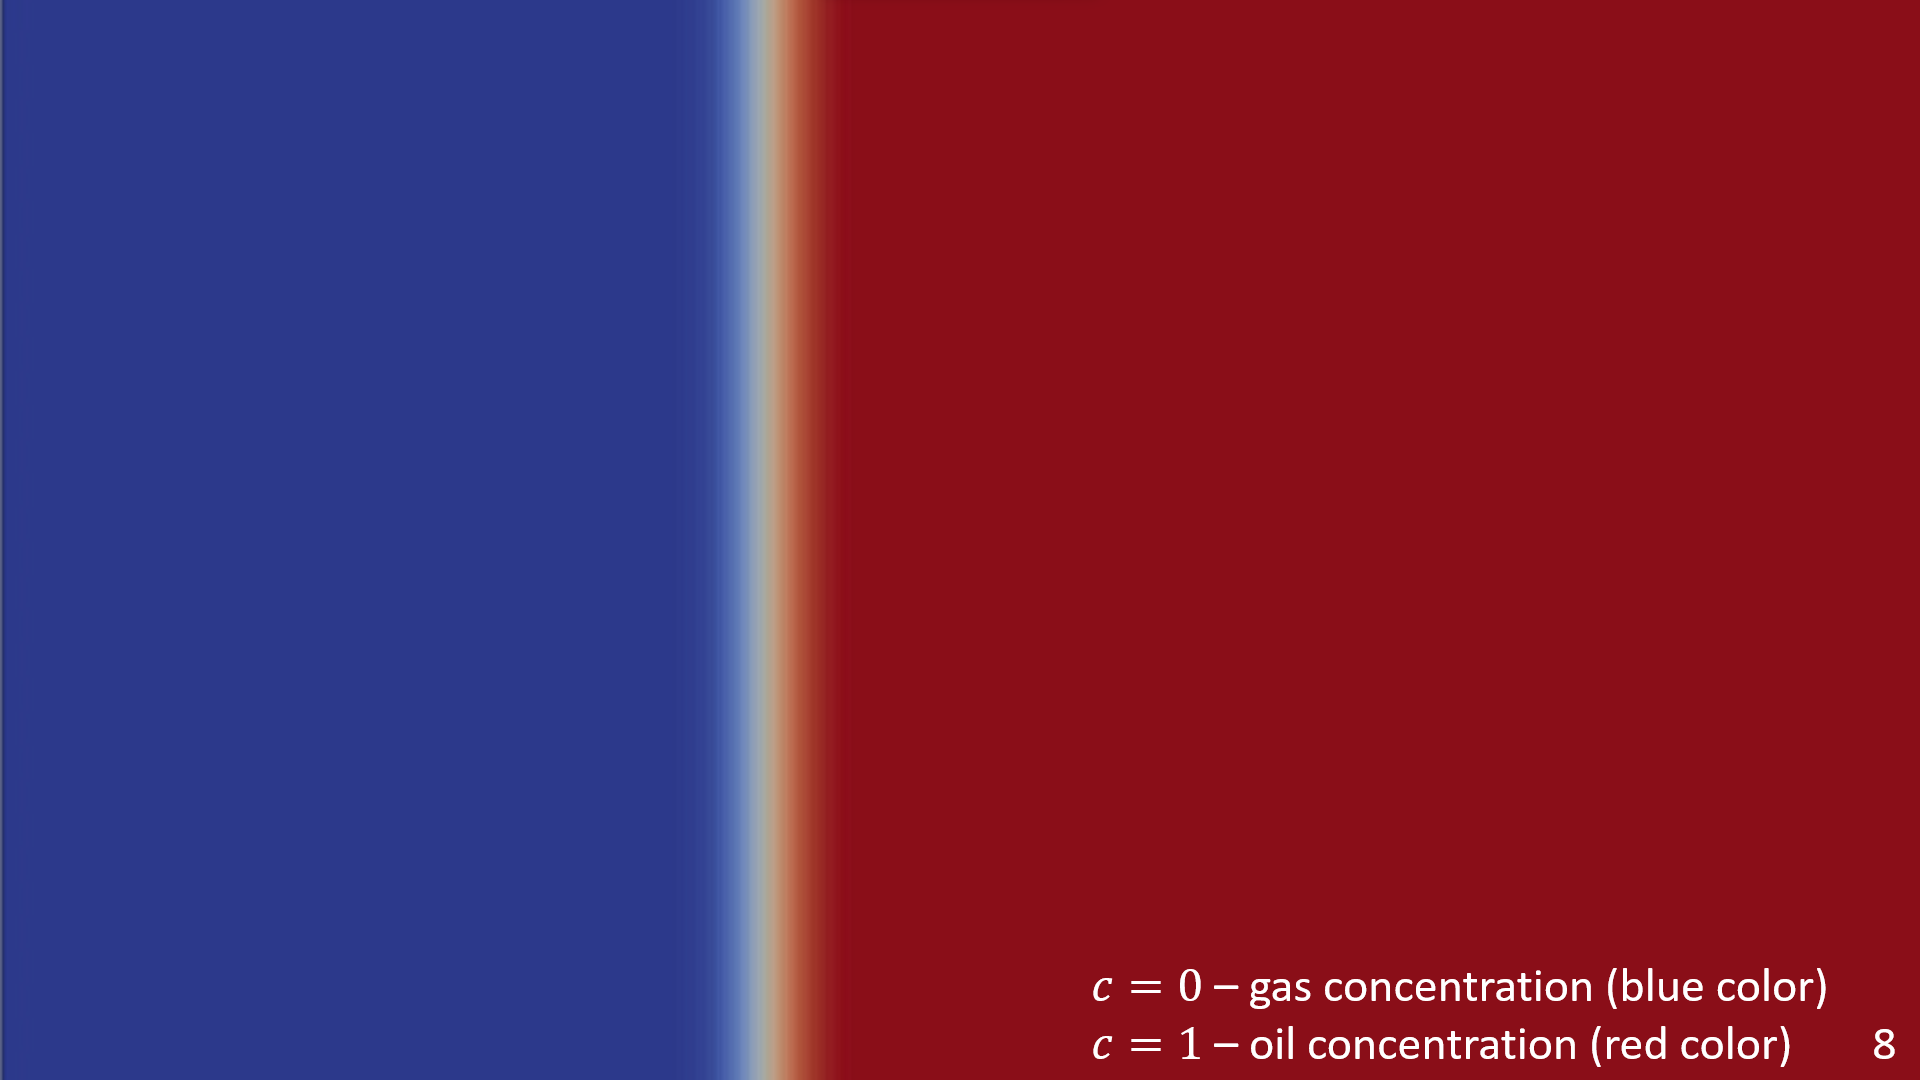 c = 0 – gas concentration (blue color)
c = 1 – oil concentration (red color)
8